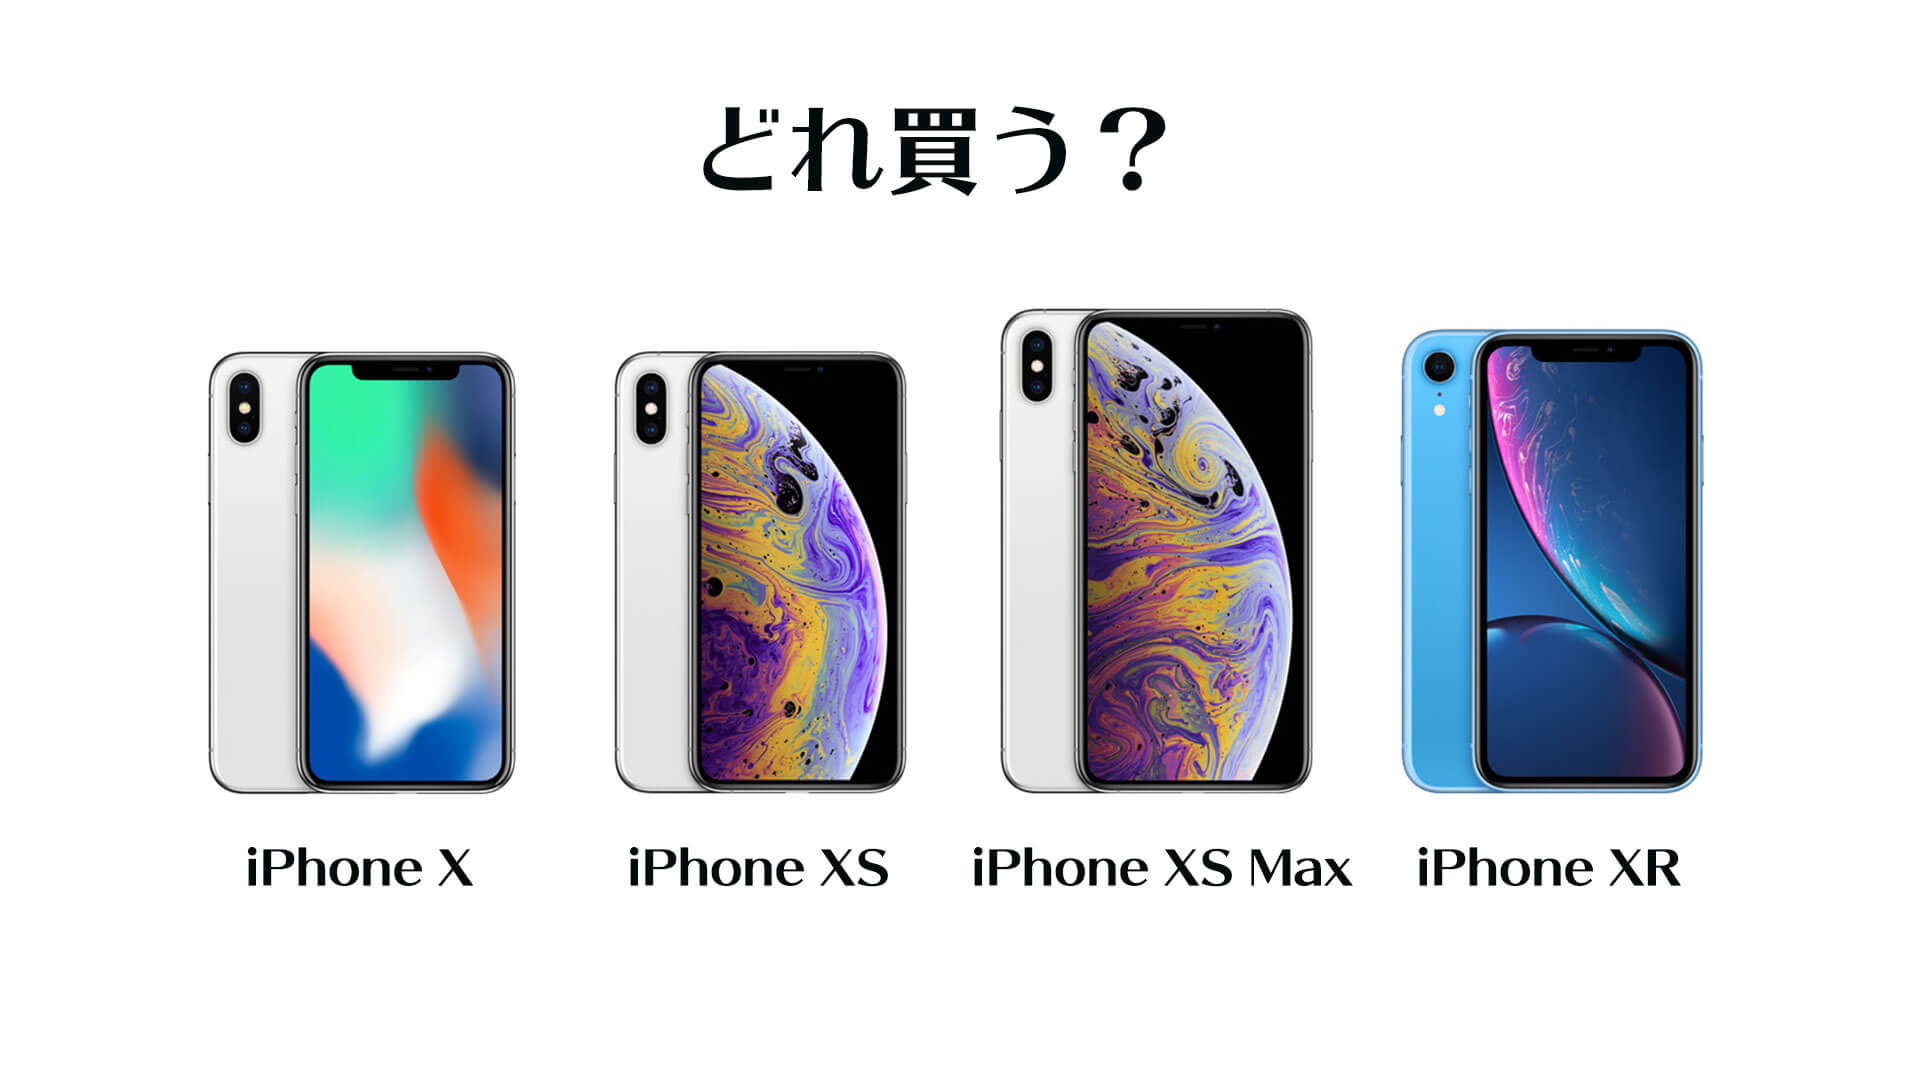 どれ買う？
iPhone X
iPhone XS
iPhone XS Max
iPhone XR